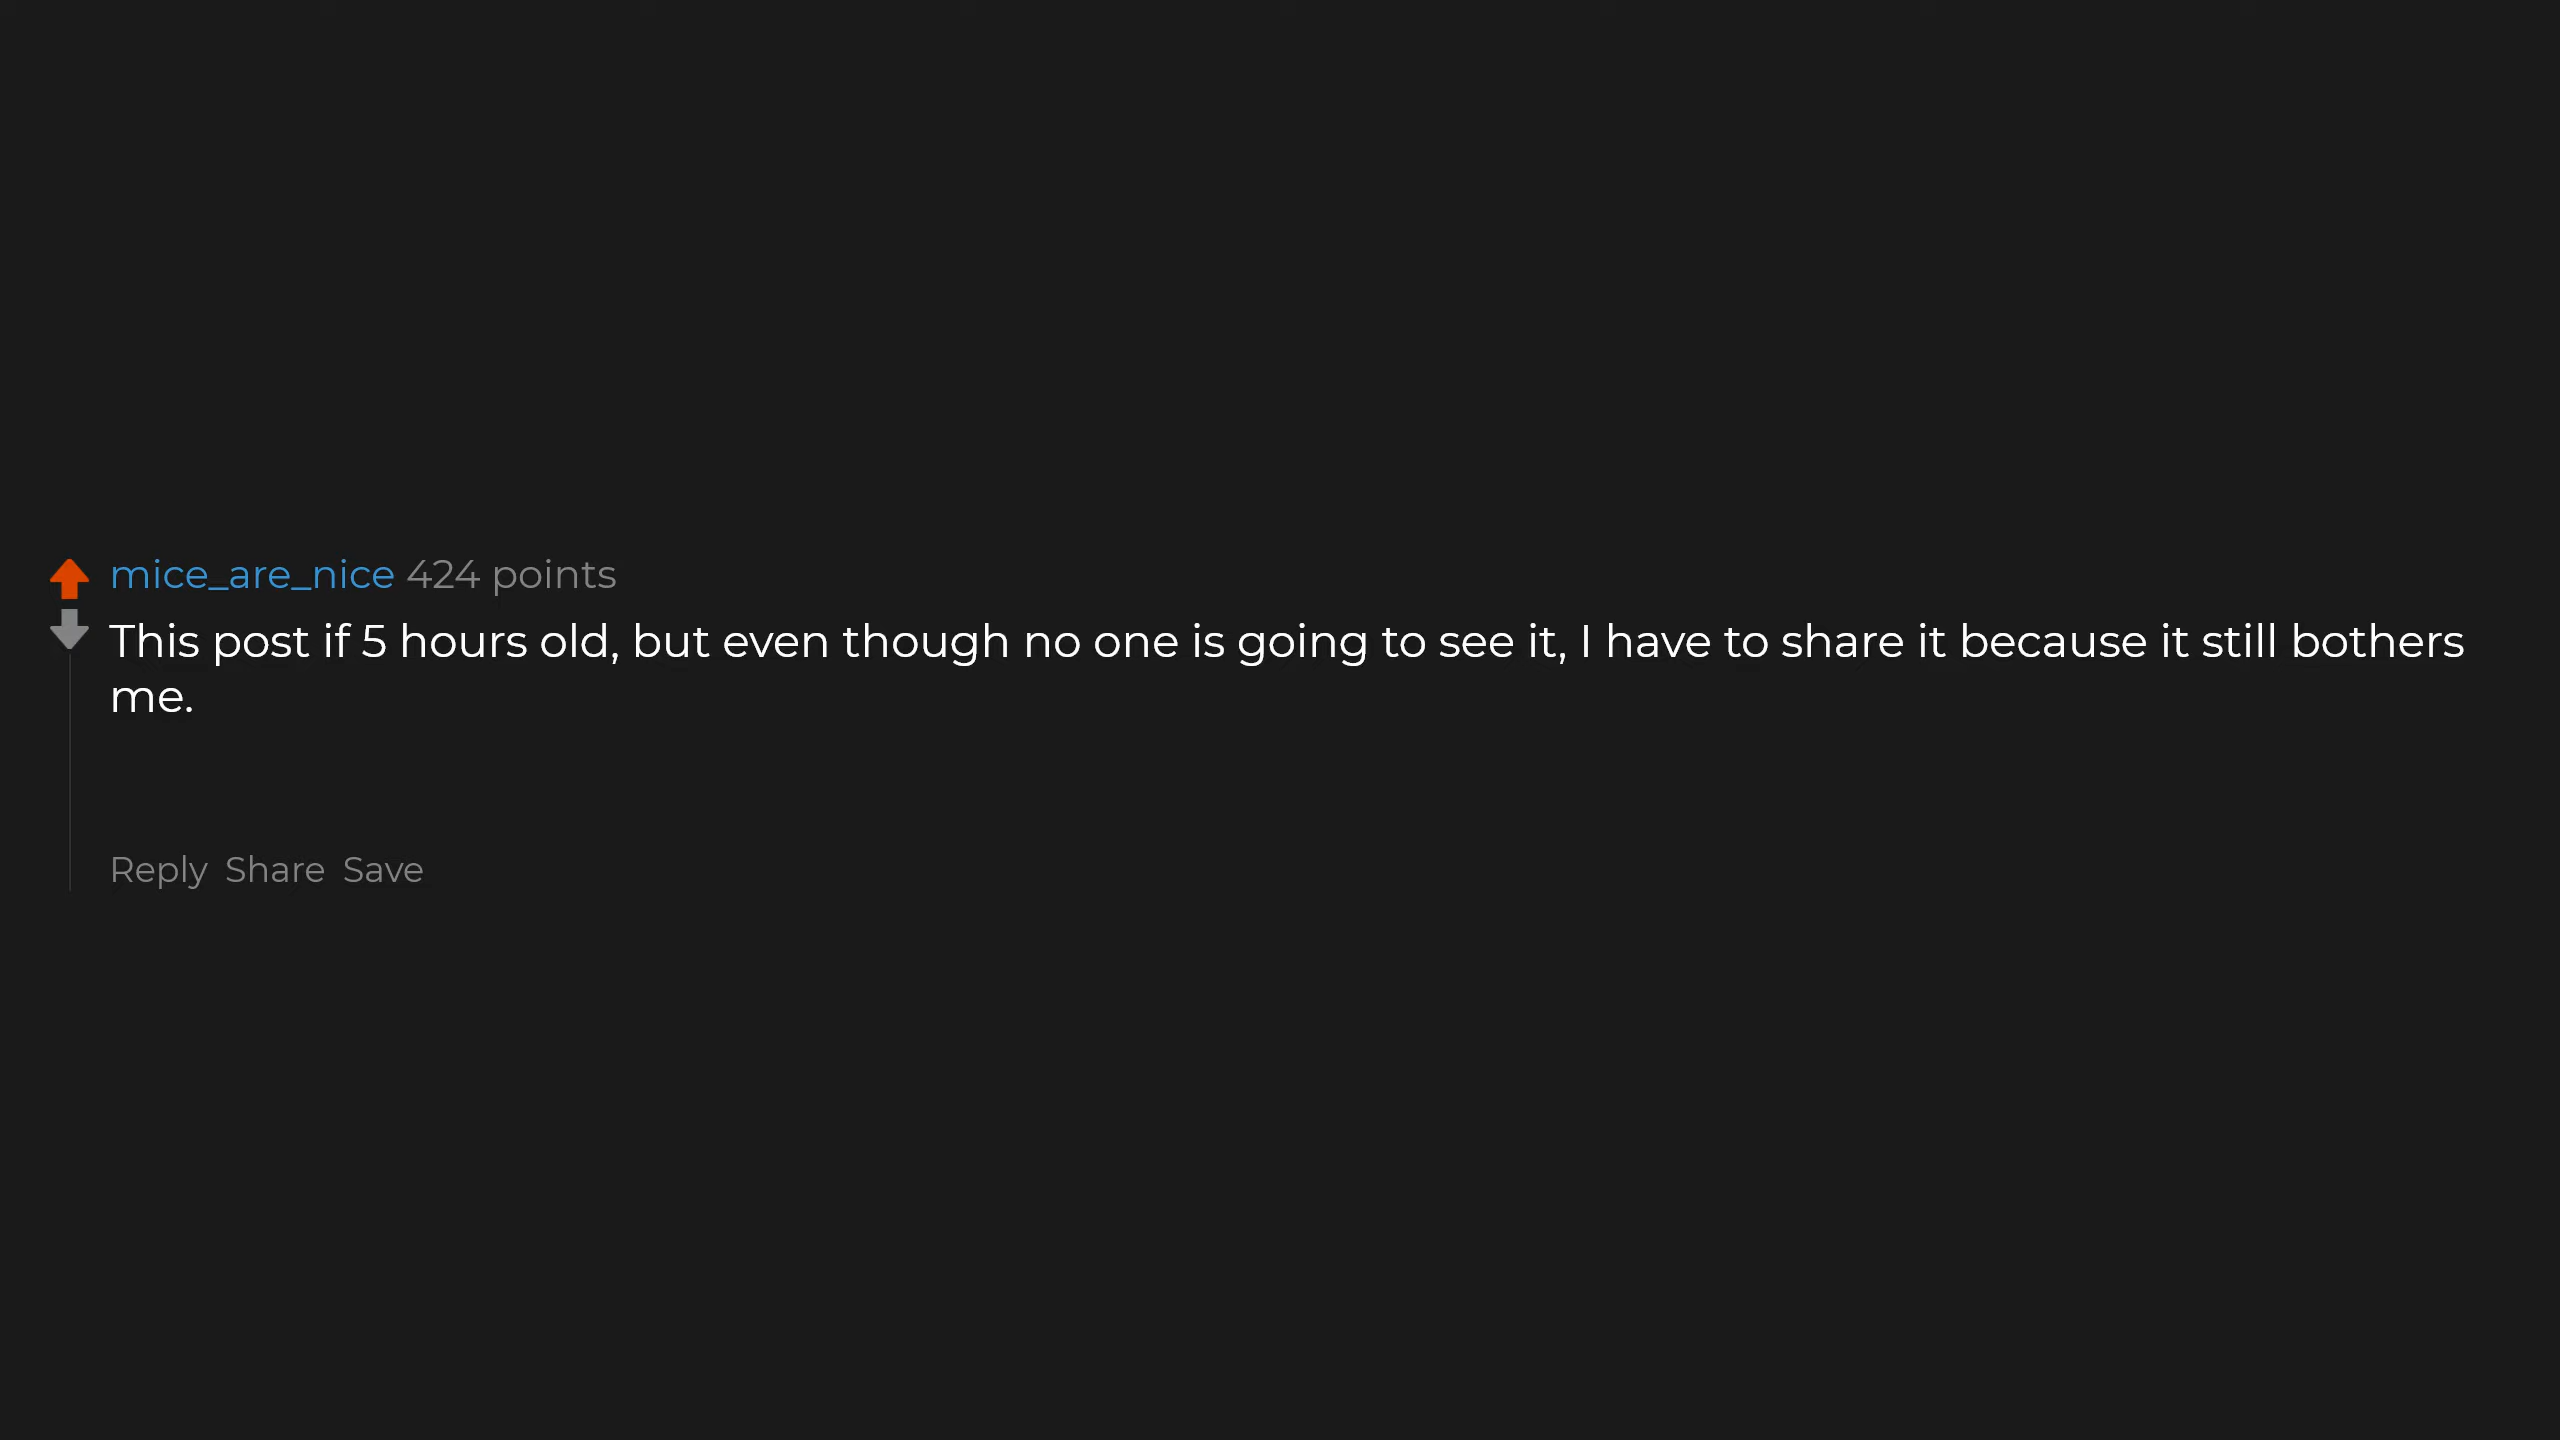 mice_are_nice 424 points
This post if 5 hours old, but even though no one is going to see it, I have to share it because it still bothers
me.
Reply Share Save